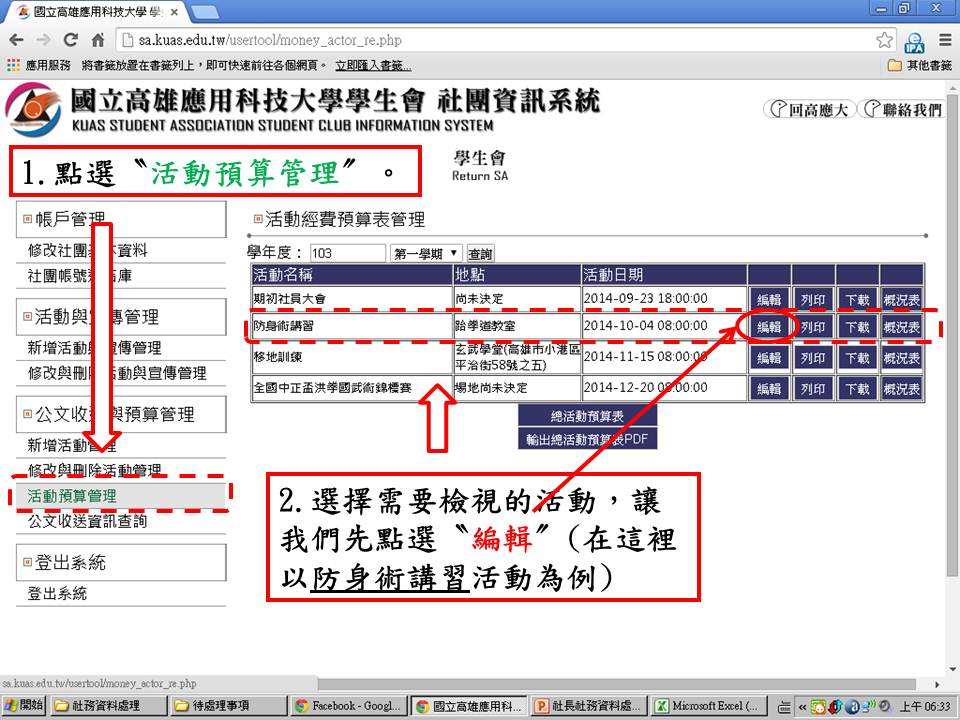 國立高雄應用科技大學 學
sa.kuas.edu.tw/usertool/money_actor_re.php
應用服務 將書籤放置在書籤列上，即可快速前往各個網頁。 立即匯入書籤... 其他書籤
國立高雄應用科技大學學生會 社團資訊系統
KUAS STUDENT ASSOCIATION STUDENT CLUB INFORMATION SYSTEM
回高應大 聯絡我們
1.點選〝活動預算管理〞。
學生會
Return SA
帳戶管理
修改社團 資料
社團帳號 庫
活動與 管理
新增活動 宣傳管理
修改與刪 活動與宣傳管理
公文收 與預算管理
新增活動管理
修改與刪除活動管理
活動預算管理
公文收送資訊查詢
登出系統
登出系統
活動經費預算表管理
學年度： 103 第一學期 查詢
活動名稱 地點 活動日期
期初社員大會 尚未決定 2014-09-23 18:00:00 編輯 列印 下載 概況表
防身術講習 跆拳道教室 2014-10-04 08:00:00 編輯 列印 下載 概況表
移地訓練 玄武學堂(高雄市小港區平治街58號之五) 2014-11-15 08:00:00 編輯 列印 下載 概況表
全國中正盃洪拳國武術錦標賽 場地尚未決定 2014-12-20 08:00:00 編輯 列印 下載 概況表
總活動預算表
輸出總活動預算表PDF
2.選擇需要檢視的活動，讓
我們先點選〝編輯〞(在這裡
以防身術講習活動為例)
sa.kuas.edu.tw/usertool/money_actor_re.php
開始 社務資料處理 待處理事項 Facebook - Googl... 國立高雄應用科... 社長社務資料處... Microsoft Excel (... 上午 06:33